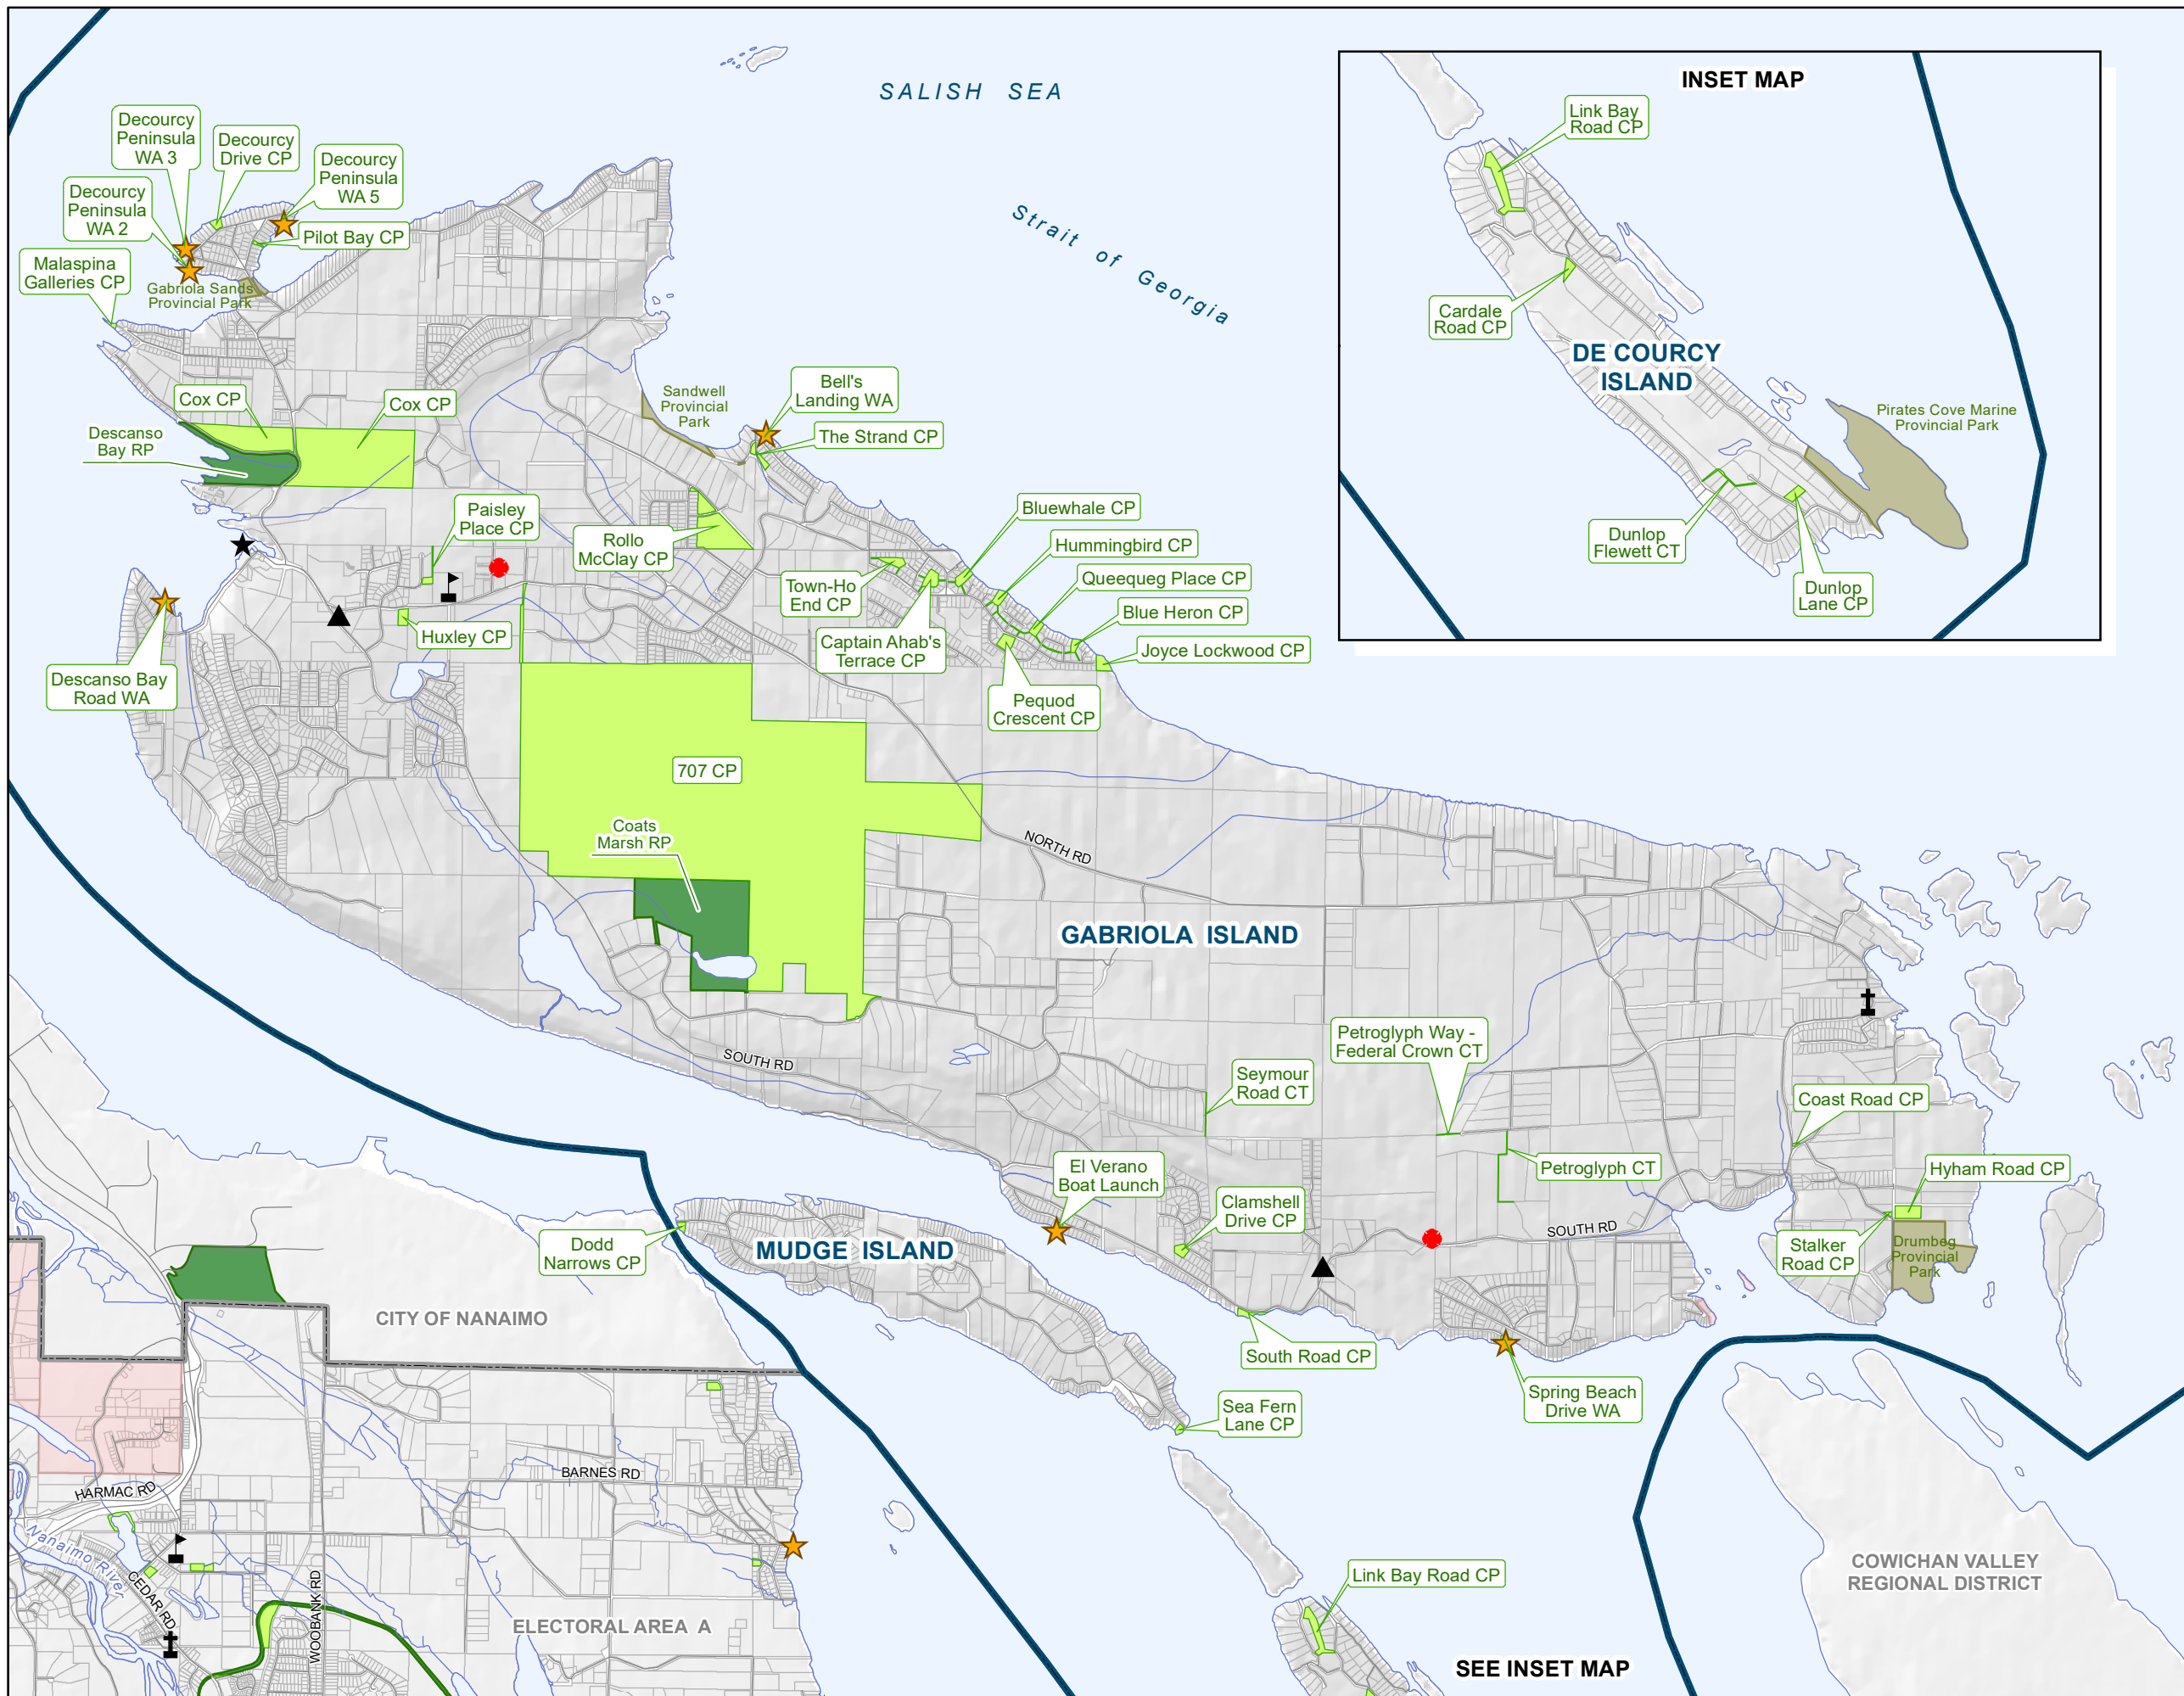 SALISH SEA
Strait of Georgia
INSET MAP
Link Bay
Road CP
Cardale
Road CP
DE COURCY
ISLAND
Pirates Cove Marine
Provincial Park
Dunlop
Flewett CT
Dunlop
Lane CP
Decourcy
Peninsula
WA 3
Decourcy
Drive CP
Decourcy
Peninsula
WA 5
Decourcy
Peninsula
WA 2
Pilot Bay CP
Malaspina
Galleries CP
Gabriola Sands
Provincial Park
Cox CP
Cox CP
Descanso
Bay RP
Sandwell
Provincial
Park
Bell's
Landing WA
The Strand CP
Paisley
Place CP
Rollo
McClay CP
Bluewhale CP
Hummingbird CP
Queequeg Place CP
Blue Heron CP
Joyce Lockwood CP
Town-Ho
End CP
Captain Ahab's
Terrace CP
Pequod
Crescent CP
Huxley CP
Descanso Bay
Road WA
707 CP
Coats
Marsh RP
NORTH RD
GABRIOLA ISLAND
SOUTH RD
Petroglyph Way -
Federal Crown CT
Seymour
Road CT
Coast Road CP
Petroglyph CT
Hyham Road CP
El Verano
Boat Launch
Clamshell
Drive CP
SOUTH RD
Stalker
Road CP
Drumbeg
Provincial
Park
Dodd
Narrows CP
MUDGE ISLAND
CITY OF NANAIMO
South Road CP
Spring Beach
Drive WA
Sea Fern
Lane CP
BARNES RD
HARMAC RD
Nanaimo River
CEDAR RD
WOOBANK RD
ELECTORAL AREA A
Link Bay Road CP
SEE INSET MAP
COWICHAN VALLEY
REGIONAL DISTRICT